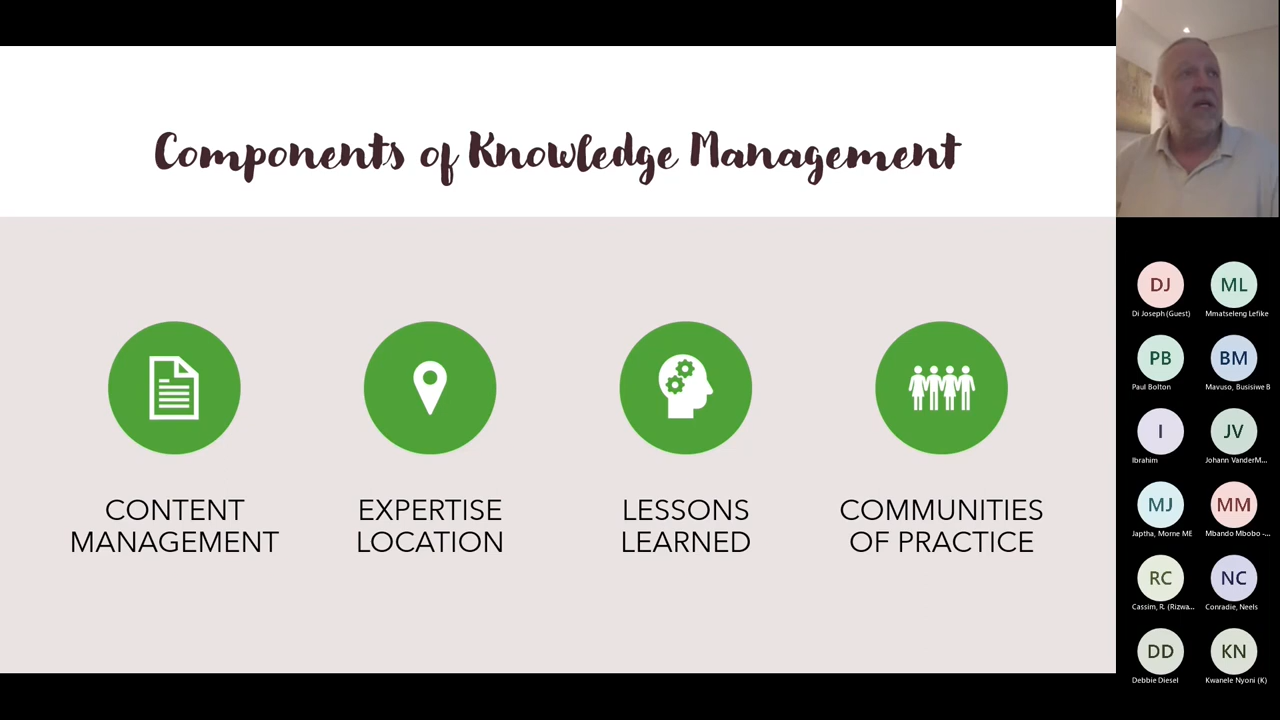 Components of Knowledge Management
CONTENT
MANAGEMENT
EXPERTISE
LOCATION
LESSONS
LEARNED
COMMUNITIES
OF PRACTICE
DJ
ML
Di Joseph (Guest)
Mmatseleng Lefike
PB
BM
Paul Bolton
Mavuso, Busisiwe B
I
JV
Ibrahim
Johann VanderM...
MJ
MM
Japtha, Morne ME
Mbando Mbobo -...
RC
NC
Cassim, R. (Rizwa...
Conradie, Neels
DD
KN
Debbie Diesel
Kwanele Nyoni (K)